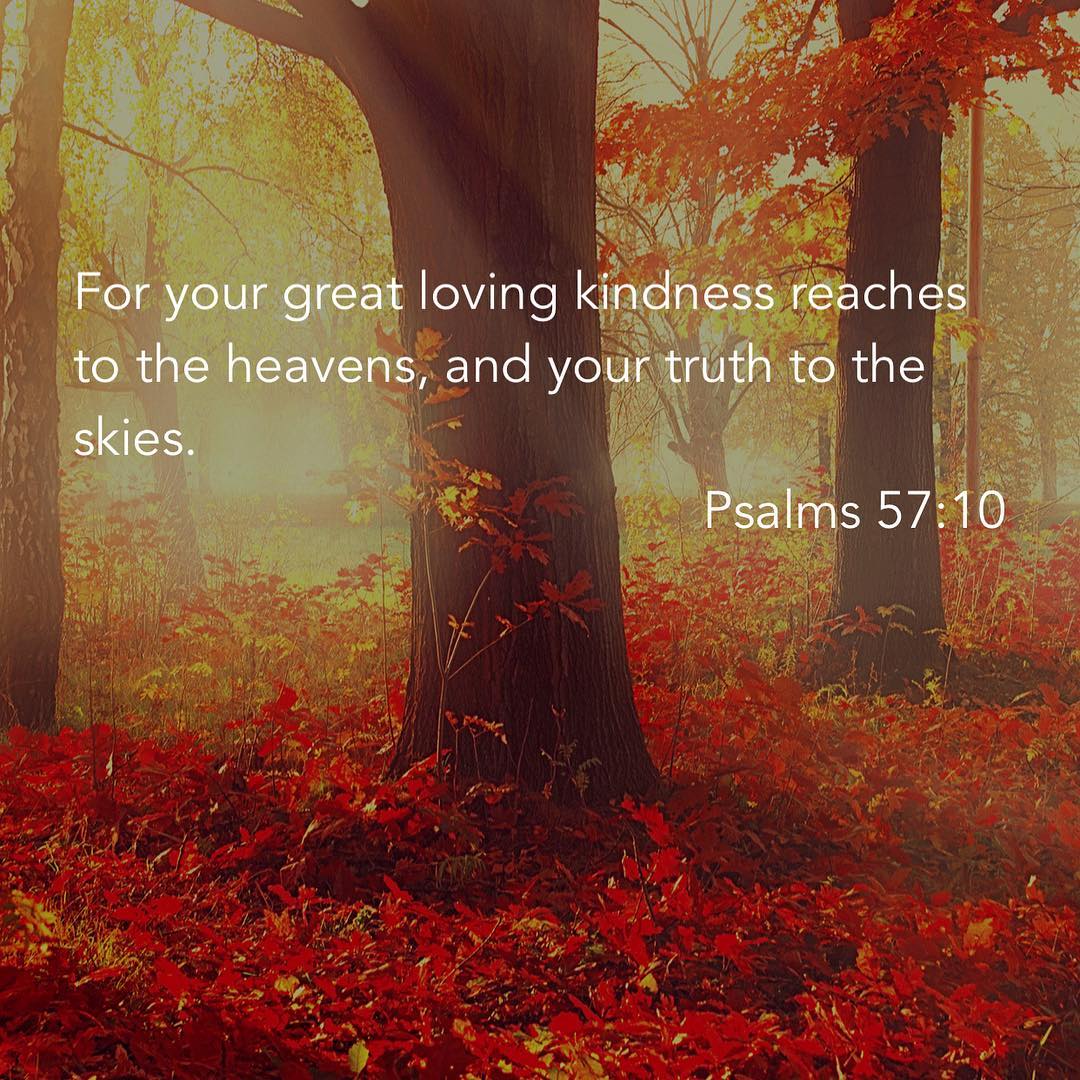 For your great loving kindness reaches
to the heavens, and your truth to the
skies.
Psalms 57:10